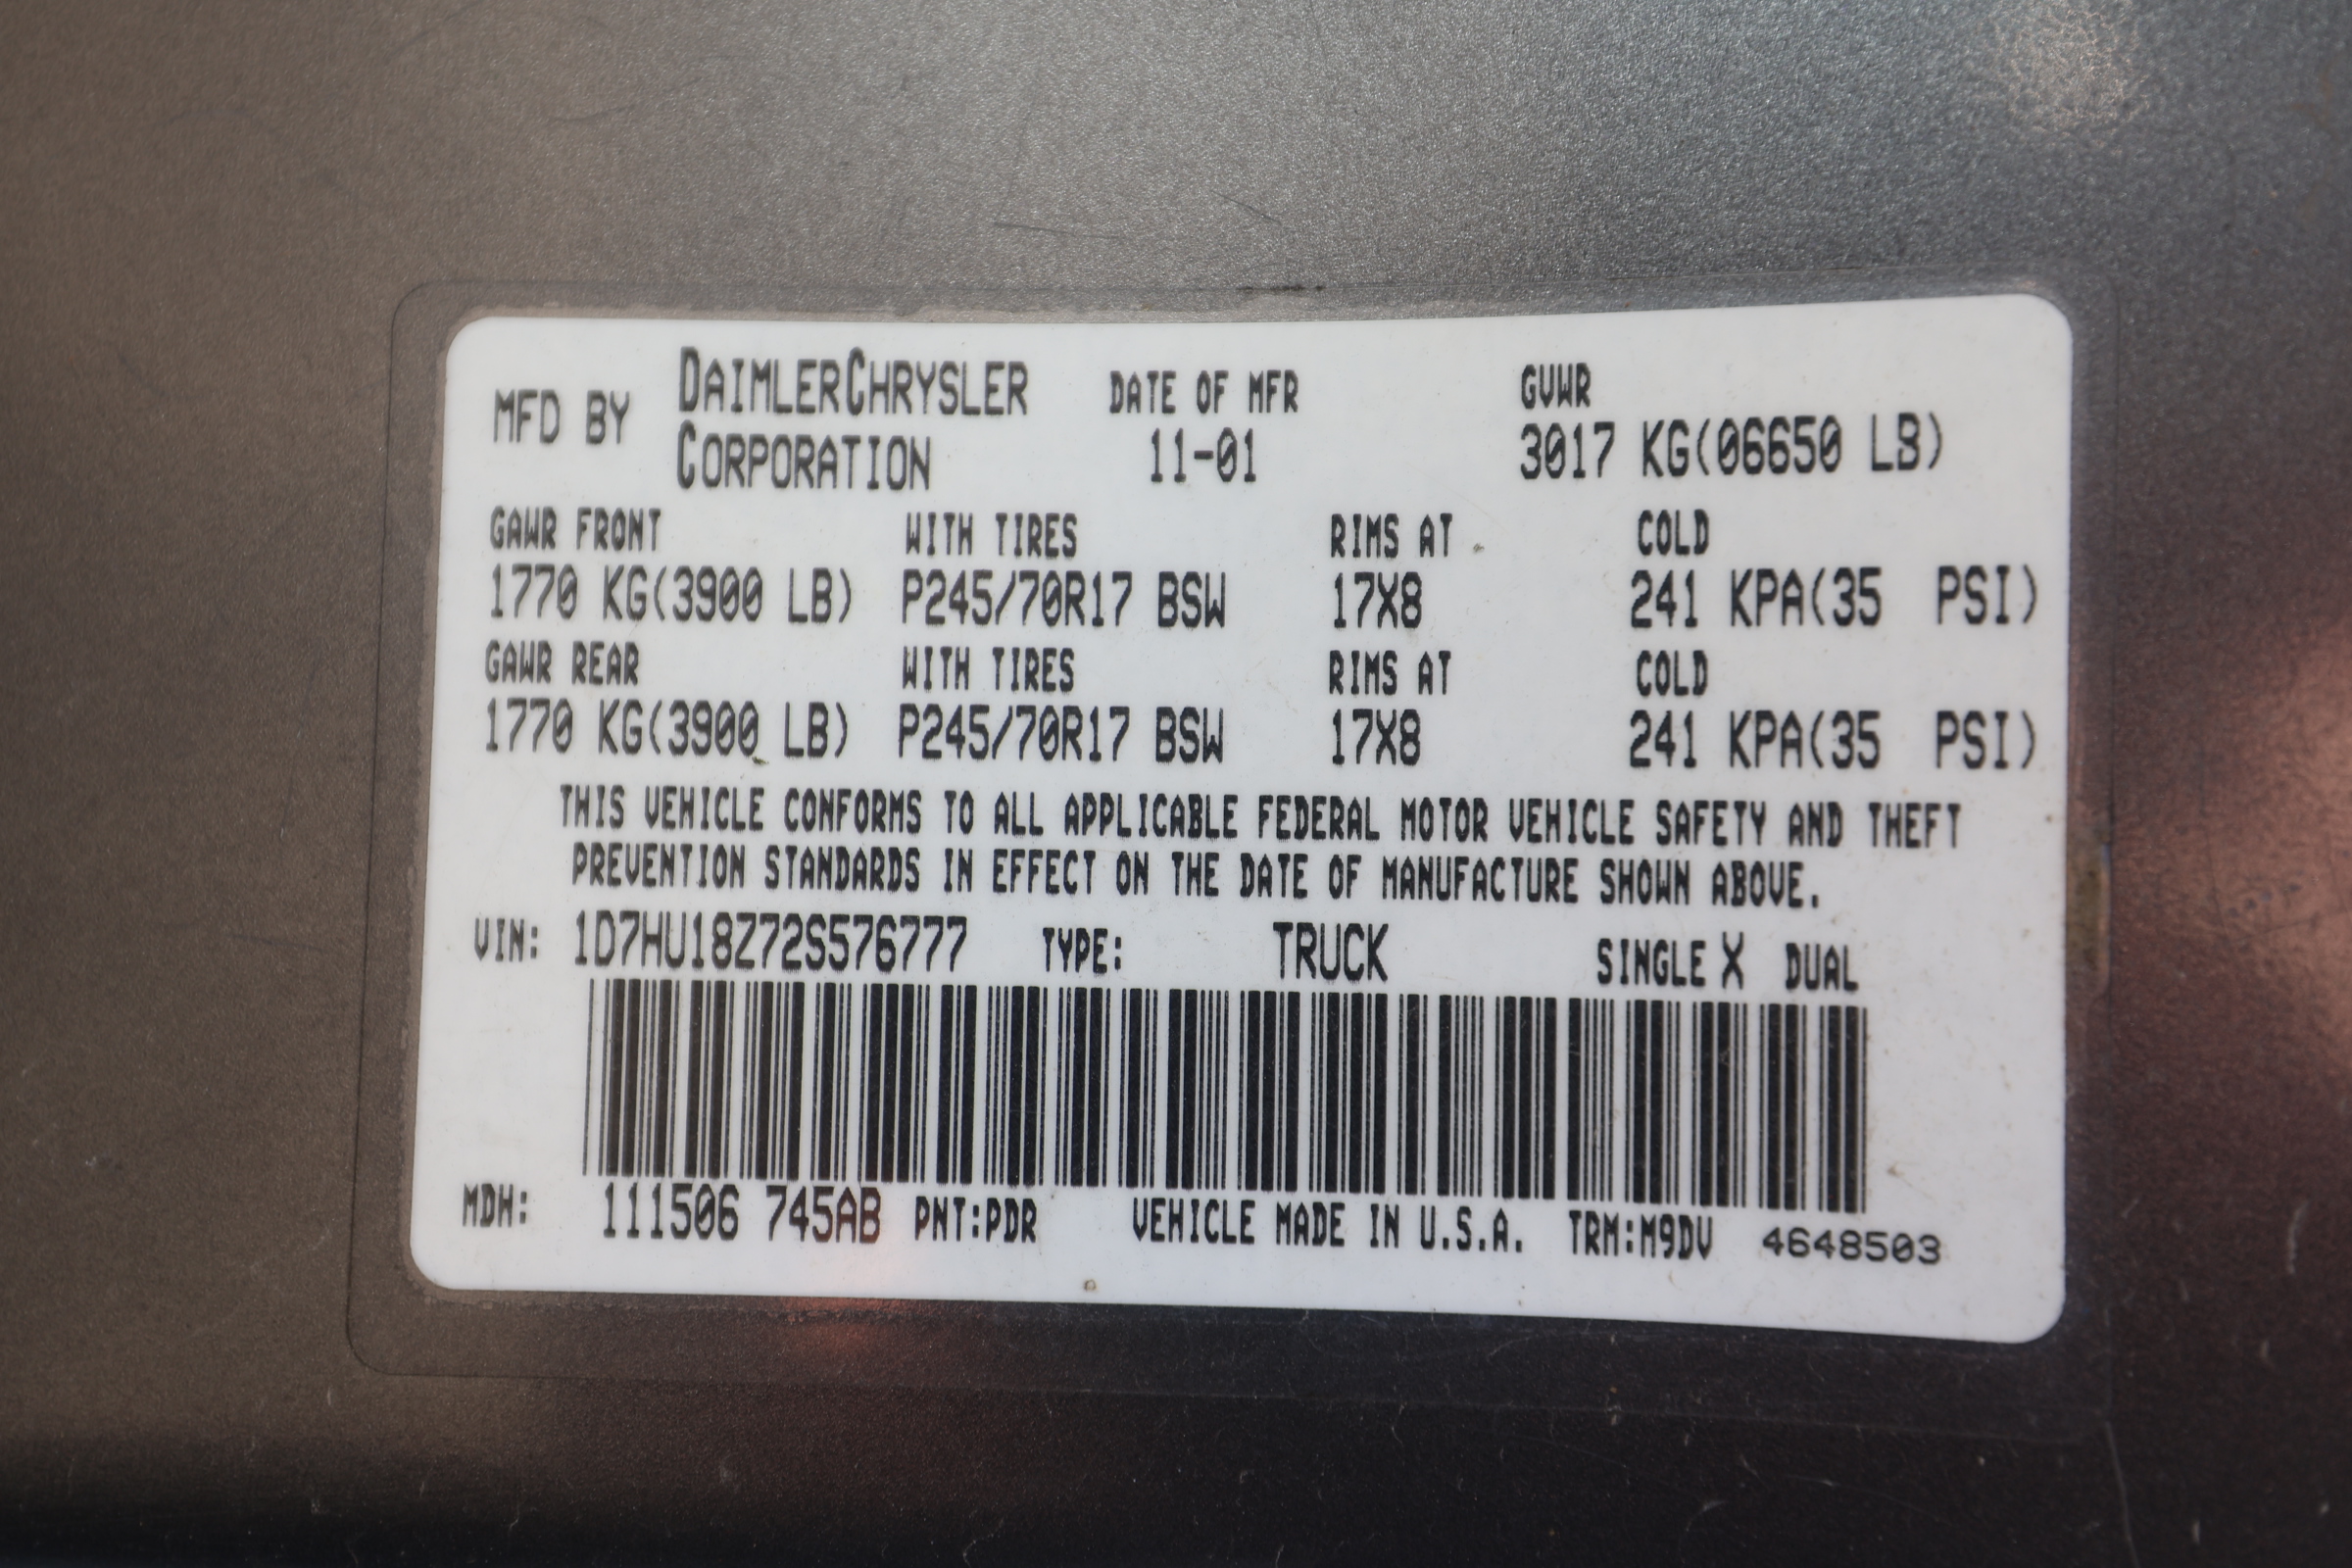 MFD BY DAIMLERCHRYSLER CORPORATION DATE OF MFR 11-01 GVWR 3017 KG(06650 LB)
GAWR FRONT WITH TIRES RIMS AT COLD
1770 KG(3900 LB) P245/70R17 BSW 17X8 241 KPA(35 PSI)
GAWR REAR WITH TIRES RIMS AT COLD
1770 KG(3900 LB) P245/70R17 BSW 17X8 241 KPA(35 PSI)
THIS VEHICLE CONFORMS TO ALL APPLICABLE FEDERAL MOTOR VEHICLE SAFETY AND THEFT
PREVENTION STANDARDS IN EFFECT ON THE DATE OF MANUFACTURE SHOWN ABOVE.
VIN: 1D7HU18Z72S576777 TYPE: TRUCK SINGLE X DUAL
MDH: 111506 745AB PNT:PDR VEHICLE MADE IN U.S.A. TRM:M9DV 4648503